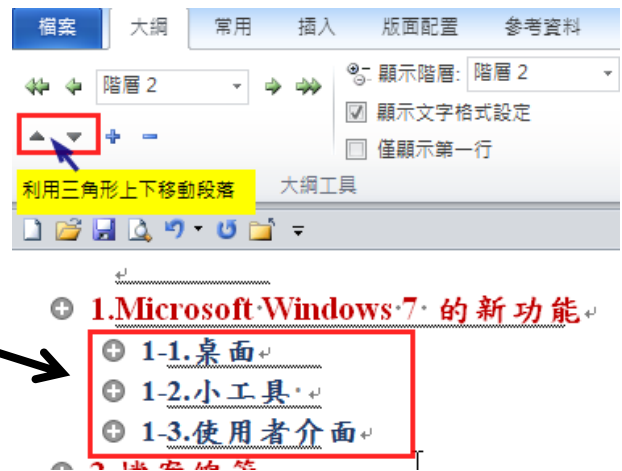 檔案 大綱 常用 插入 版面配置 參考資料
階層 2 顯示階層: 階層 2
顯示文字格式設定
僅顯示第一行
利用三角形上下移動段落 大綱工具
1.Microsoft Windows 7 的新功能
1-1.桌面
1-2.小工具
1-3.使用者介面